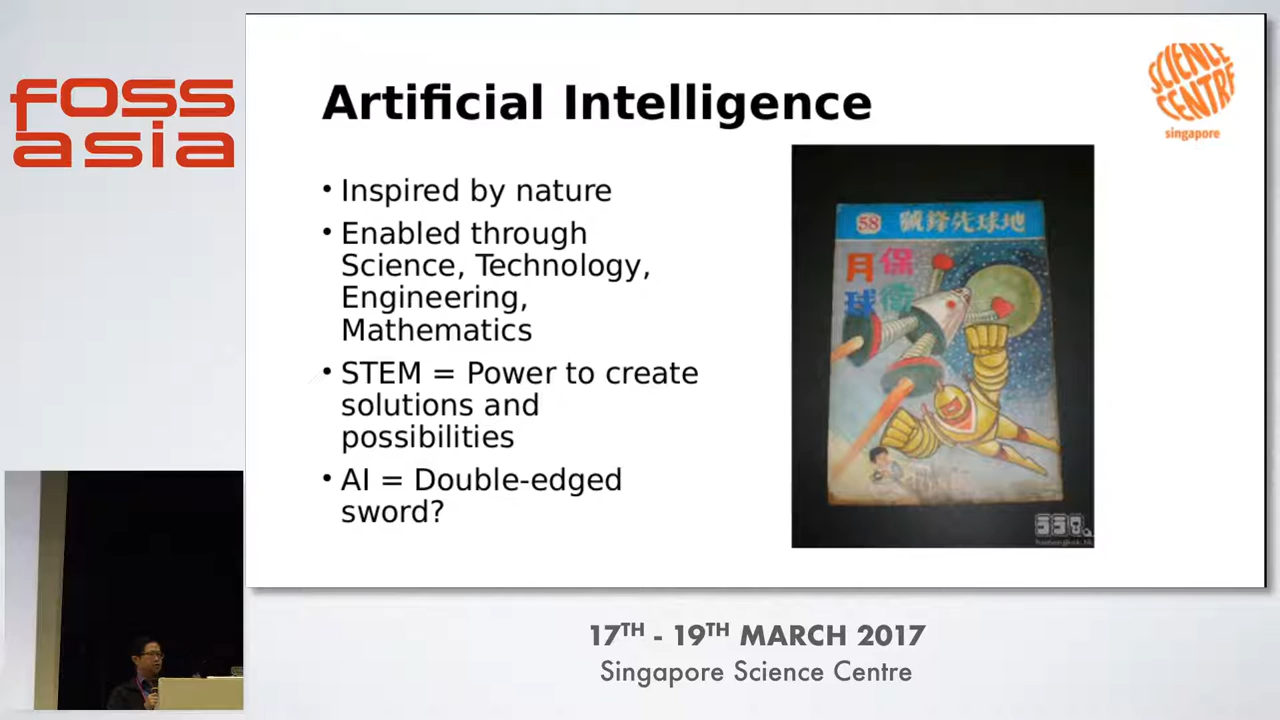 foss
asia
Artificial Intelligence
SCIENCE
CENTRE
singapore
• Inspired by nature
• Enabled through
Science, Technology,
Engineering,
Mathematics
• STEM = Power to create
solutions and
possibilities
• AI = Double-edged
sword?
58 號鋒先球地
保衛
月球
17TH - 19TH MARCH 2017
Singapore Science Centre